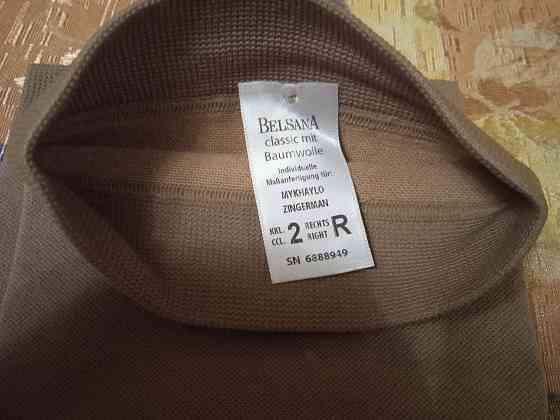 BELSANA
classic mit
Baumwolle
Individuelle
Maßanfertigung für:
MYKHAYLO
ZINGERMAN
KKL. 2 RECHTS R
CCL. RIGHT
SN 6888949